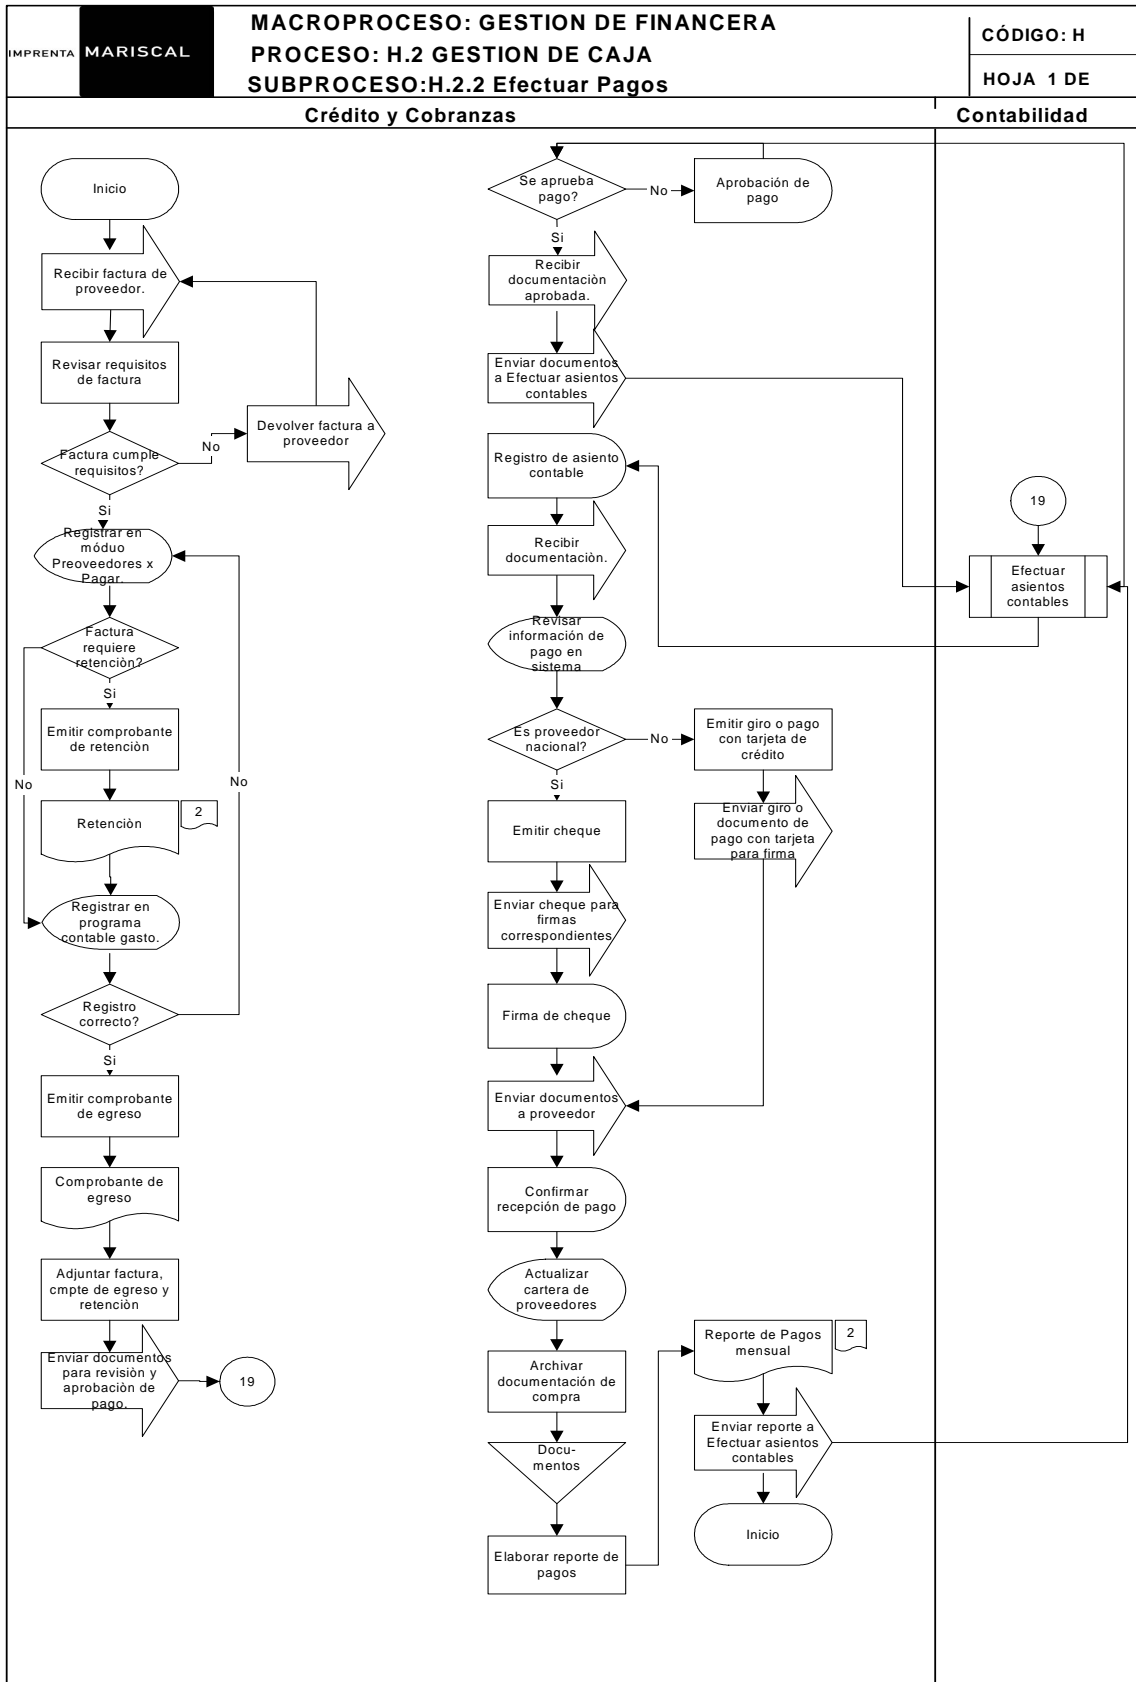 IMPRENTA MARISCAL
MACROPROCESO: GESTION DE FINANCERA
PROCESO: H.2 GESTION DE CAJA
SUBPROCESO:H.2.2 Efectuar Pagos
CÓDIGO: H
HOJA 1 DE
Crédito y Cobranzas
Contabilidad
Inicio
Recibir factura de
proveedor.
Revisar requisitos
de factura
Factura cumple
requisitos?
No
Devolver factura a
proveedor
Si
Registrar en
móduo
Preoveedores x
Pagar.
Factura
requiere
retenciòn?
Si
No
No
Emitir comprobante
de retenciòn
Retenciòn
2
Registrar en
programa
contable gasto.
Registro
correcto?
Si
Emitir comprobante
de egreso
Comprobante de
egreso
Adjuntar factura,
cmpte de egreso y
retenciòn
Enviar documentos
para revisiòn y
aprobaciòn de
pago.
19
Se aprueba
pago?
No
Aprobación de
pago
Si
Recibir
documentaciòn
aprobada.
Enviar documentos
a Efectuar asientos
contables
Registro de asiento
contable
Recibir
documentaciòn.
Revisar
información de
pago en
sistema
Es proveedor
nacional?
No
Emitir giro o pago
con tarjeta de
crédito
Si
Enviar giro o
documento de
pago con tarjeta
para firma
Emitir cheque
Enviar cheque para
firmas
correspondientes
Firma de cheque
Enviar documentos
a proveedor
Confirmar
recepción de pago
Actualizar
cartera de
proveedores
Archivar
documentación de
compra
Docu-
mentos
Elaborar reporte de
pagos
Reporte de Pagos
mensual
2
Enviar reporte a
Efectuar asientos
contables
Inicio
19
Efectuar
asientos
contables